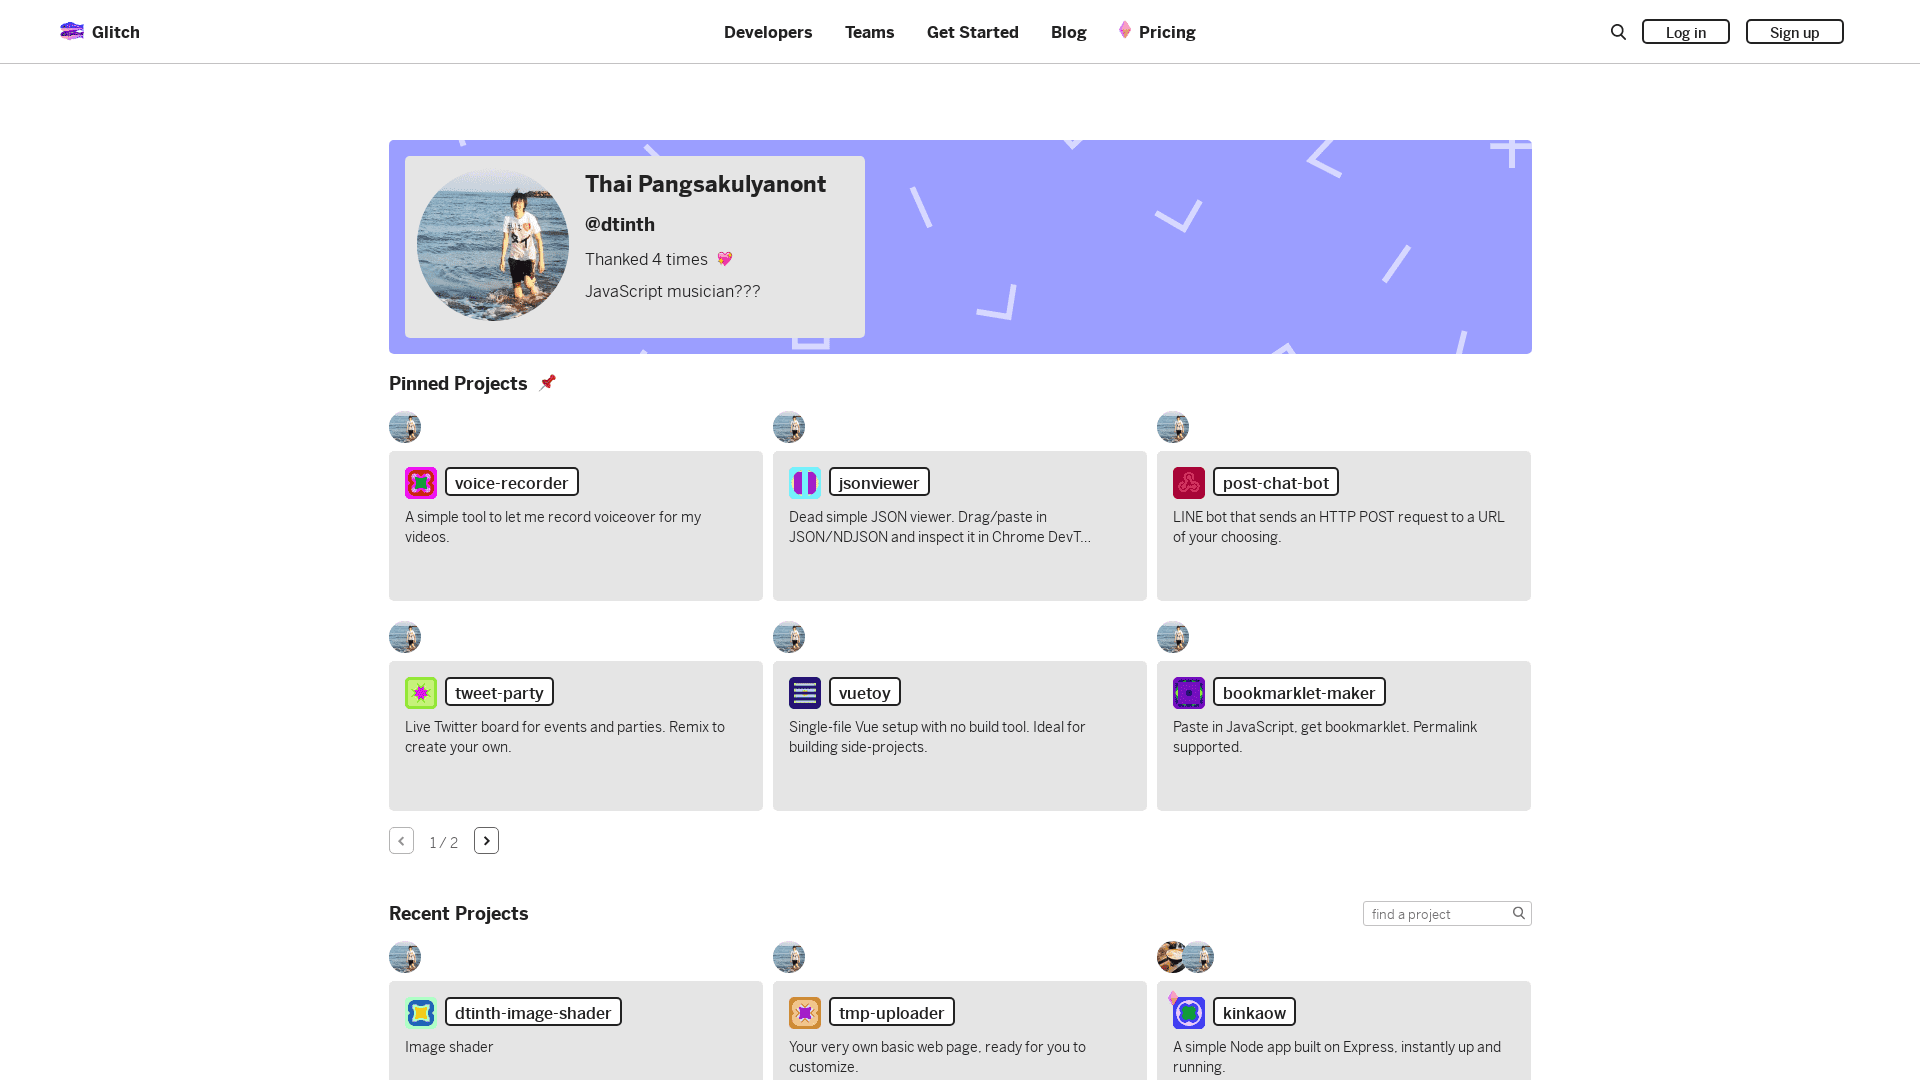 Glitch
Developers
Teams
Get Started
Blog
Pricing
Log in
Sign up
Thai Pangsakulyanont
@dtinth
Thanked 4 times
JavaScript musician???
Pinned Projects
voice-recorder
A simple tool to let me record voiceover for my
videos.
jsonviewer
Dead simple JSON viewer. Drag/paste in
JSON/NDJSON and inspect it in Chrome DevT…
post-chat-bot
LINE bot that sends an HTTP POST request to a URL
of your choosing.
tweet-party
Live Twitter board for events and parties. Remix to
create your own.
vuetoy
Single-file Vue setup with no build tool. Ideal for
building side-projects.
bookmarklet-maker
Paste in JavaScript, get bookmarklet. Permalink
supported.
1 / 2
Recent Projects
find a project
dtinth-image-shader
Image shader
tmp-uploader
Your very own basic web page, ready for you to
customize.
kinkaow
A simple Node app built on Express, instantly up and
running.